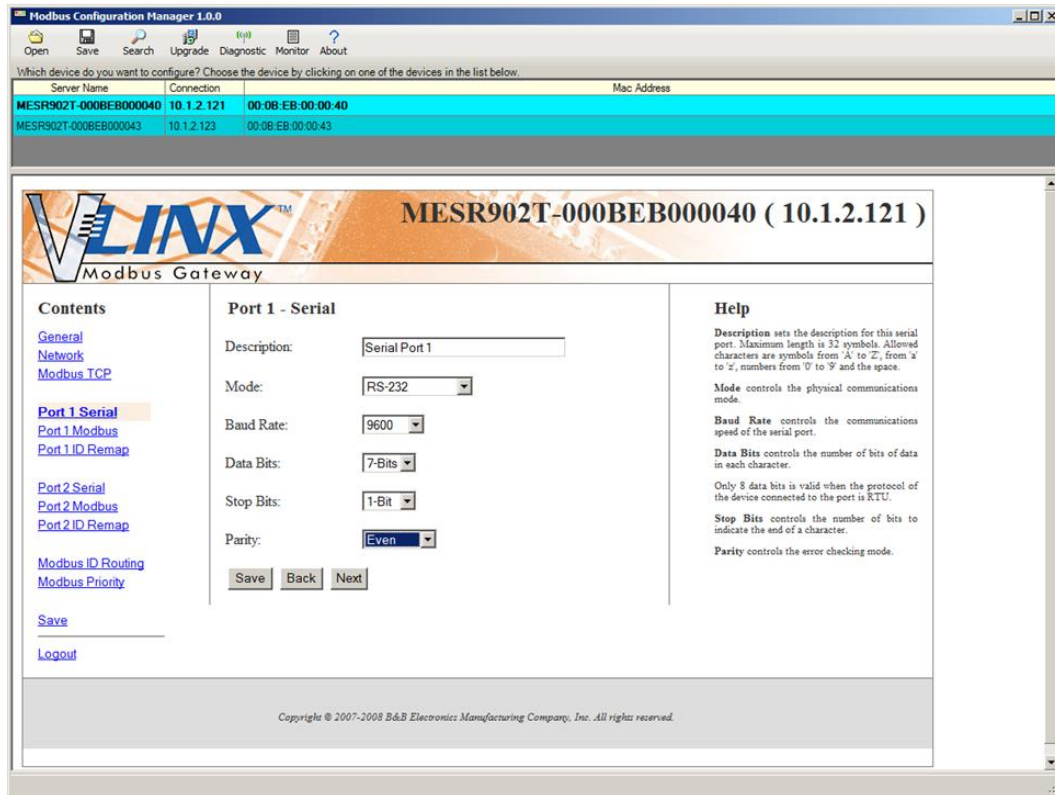 Modbus Configuration Manager 1.0.0
Open Save Search Upgrade Diagnostic Monitor About
Which device do you want to configure? Choose the device by clicking on one of the devices in the list below.
Server Name Connection Mac Address
MESR902T-000BEB000040 10.1.2.121 00:0B:EB:00:00:40
MESR902T-000BEB000043 10.1.2.123 00:0B:EB:00:00:43
VLINX TM
Modbus Gateway
MESR902T-000BEB000040 ( 10.1.2.121 )
Contents
General
Network
Modbus TCP
Port 1 Serial
Port 1 Modbus
Port 1 ID Remap
Port 2 Serial
Port 2 Modbus
Port 2 ID Remap
Modbus ID Routing
Modbus Priority
Save
Logout
Port 1 - Serial
Description: Serial Port 1
Mode: RS-232
Baud Rate: 9600
Data Bits: 7-Bits
Stop Bits: 1-Bit
Parity: Even
Save Back Next
Help
Description sets the description for this serial
port. Maximum length is 32 symbols. Allowed
characters are symbols from 'A' to 'Z', from 'a'
to 'z', numbers from '0' to '9' and the space.
Mode controls the physical communications
mode.
Baud Rate controls the communications
speed of the serial port.
Data Bits controls the number of bits of data
in each character.
Only 8 data bits is valid when the protocol of
the device connected to the port is RTU.
Stop Bits controls the number of bits to
indicate the end of a character.
Parity controls the error checking mode.
Copyright © 2007-2008 B&B Electronics Manufacturing Company, Inc. All rights reserved.